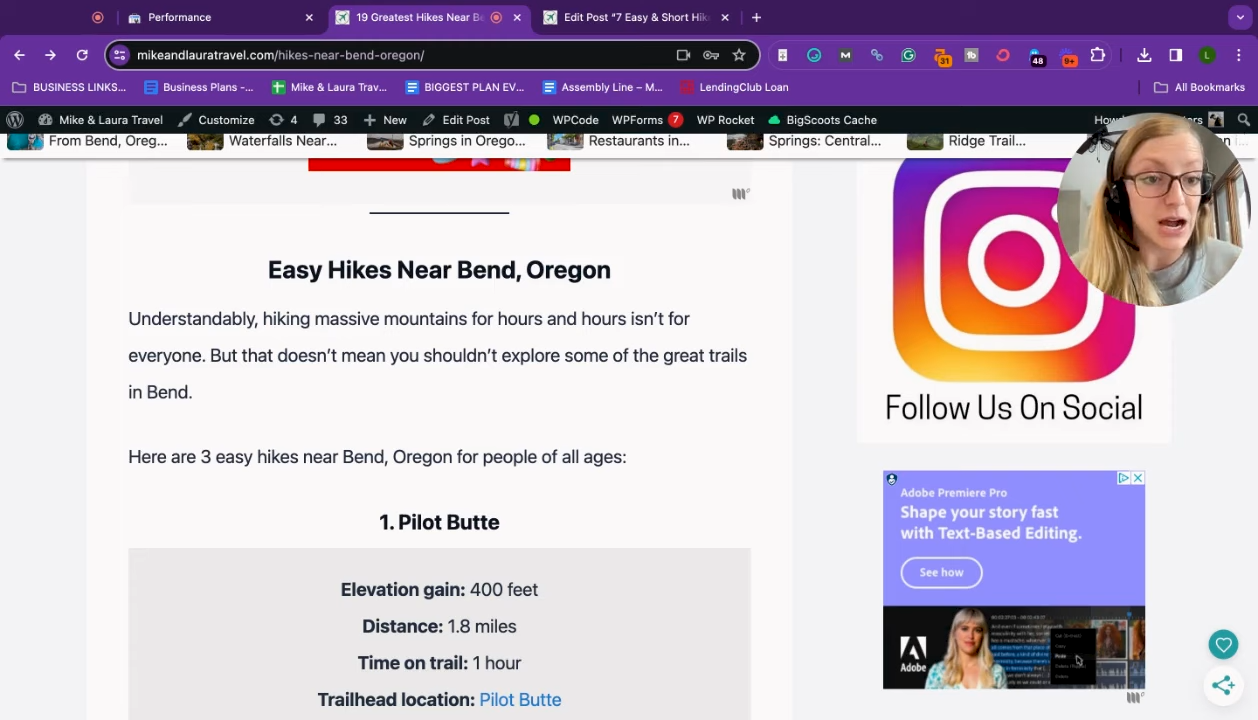 Performance
19 Greatest Hikes Near Be
Edit Post "7 Easy & Short Hik
mikeandlauratravel.com/hikes-near-bend-oregon/
31
48
9+
L
BUSINESS LINKS...
Business Plans -...
Mike & Laura Trav...
BIGGEST PLAN EV...
Assembly Line – M...
LendingClub Loan
All Bookmarks
Mike & Laura Travel
Customize
4
33
New
Edit Post
WPCode
WPForms 7
WP Rocket
BigScoots Cache
From Bend, Oreg...
Waterfalls Near...
Springs in Orego...
Restaurants in...
Springs: Central...
Ridge Trail...
Easy Hikes Near Bend, Oregon
Understandably, hiking massive mountains for hours and hours isn't for
everyone. But that doesn't mean you shouldn't explore some of the great trails
in Bend.
Here are 3 easy hikes near Bend, Oregon for people of all ages:
1. Pilot Butte
Elevation gain: 400 feet
Distance: 1.8 miles
Time on trail: 1 hour
Trailhead location: Pilot Butte
Follow Us On Social
Adobe Premiere Pro
Shape your story fast
with Text-Based Editing.
See how
Adobe